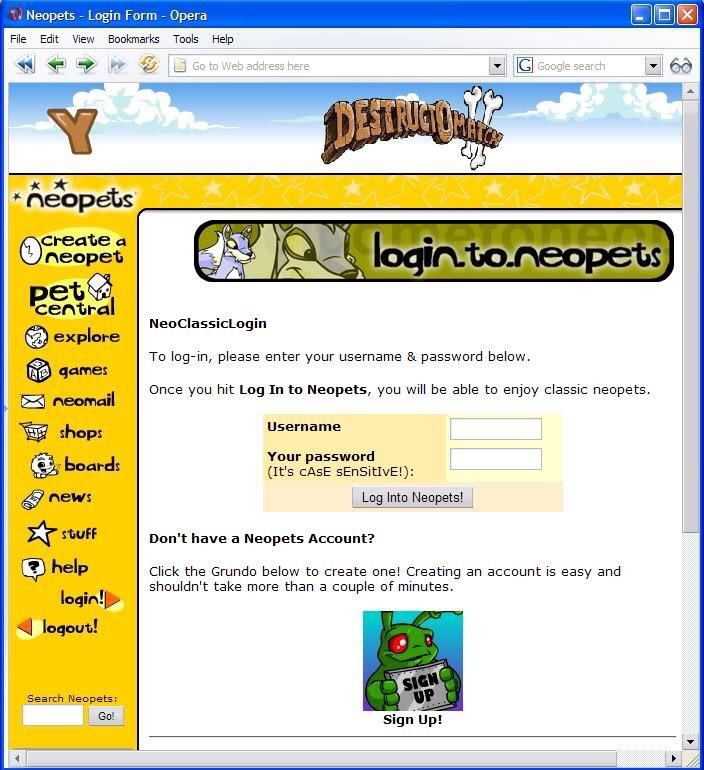 Neopets - Login Form - Opera
File Edit View Bookmarks Tools Help
Go to Web address here
G Google search
Y
DESTRUCT-O-MATCH II
neopets
create a
neopet
pet
central
explore
games
neomail
shops
boards
news
stuff
help
login!
logout!
Search Neopets:
Go!
login.to.neopets
NeoClassicLogin
To log-in, please enter your username & password below.
Once you hit Log In to Neopets, you will be able to enjoy classic neopets.
Username
Your password
(It's cAsE sEnSitIvE!):
Log Into Neopets!
Don't have a Neopets Account?
Click the Grundo below to create one! Creating an account is easy and
shouldn't take more than a couple of minutes.
SIGN
UP
Sign Up!